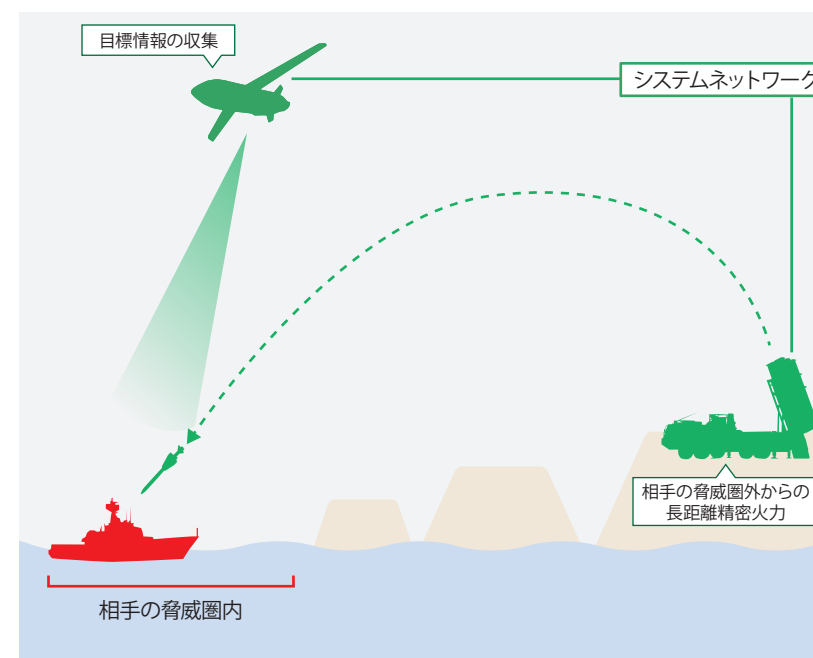 目標情報の収集
システムネットワーク
相手の脅威圏外からの
長距離精密火力
相手の脅威圏内